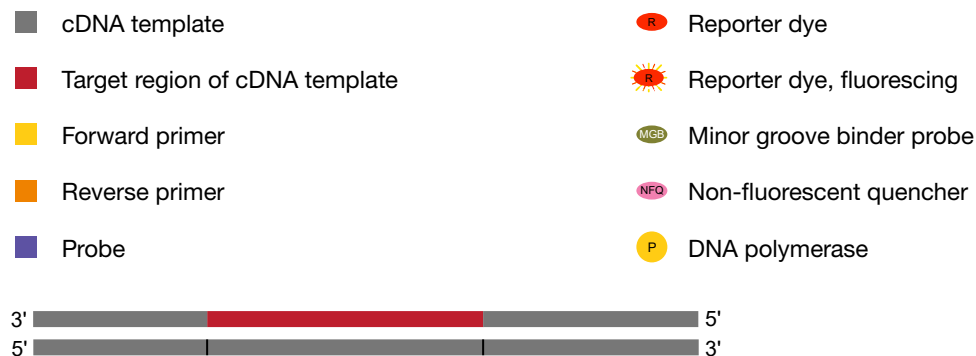 cDNA template
Target region of cDNA template
Forward primer
Reverse primer
Probe
R Reporter dye
R Reporter dye, fluorescing
MGB Minor groove binder probe
NFQ Non-fluorescent quencher
P DNA polymerase
3' 5'
5' 3'